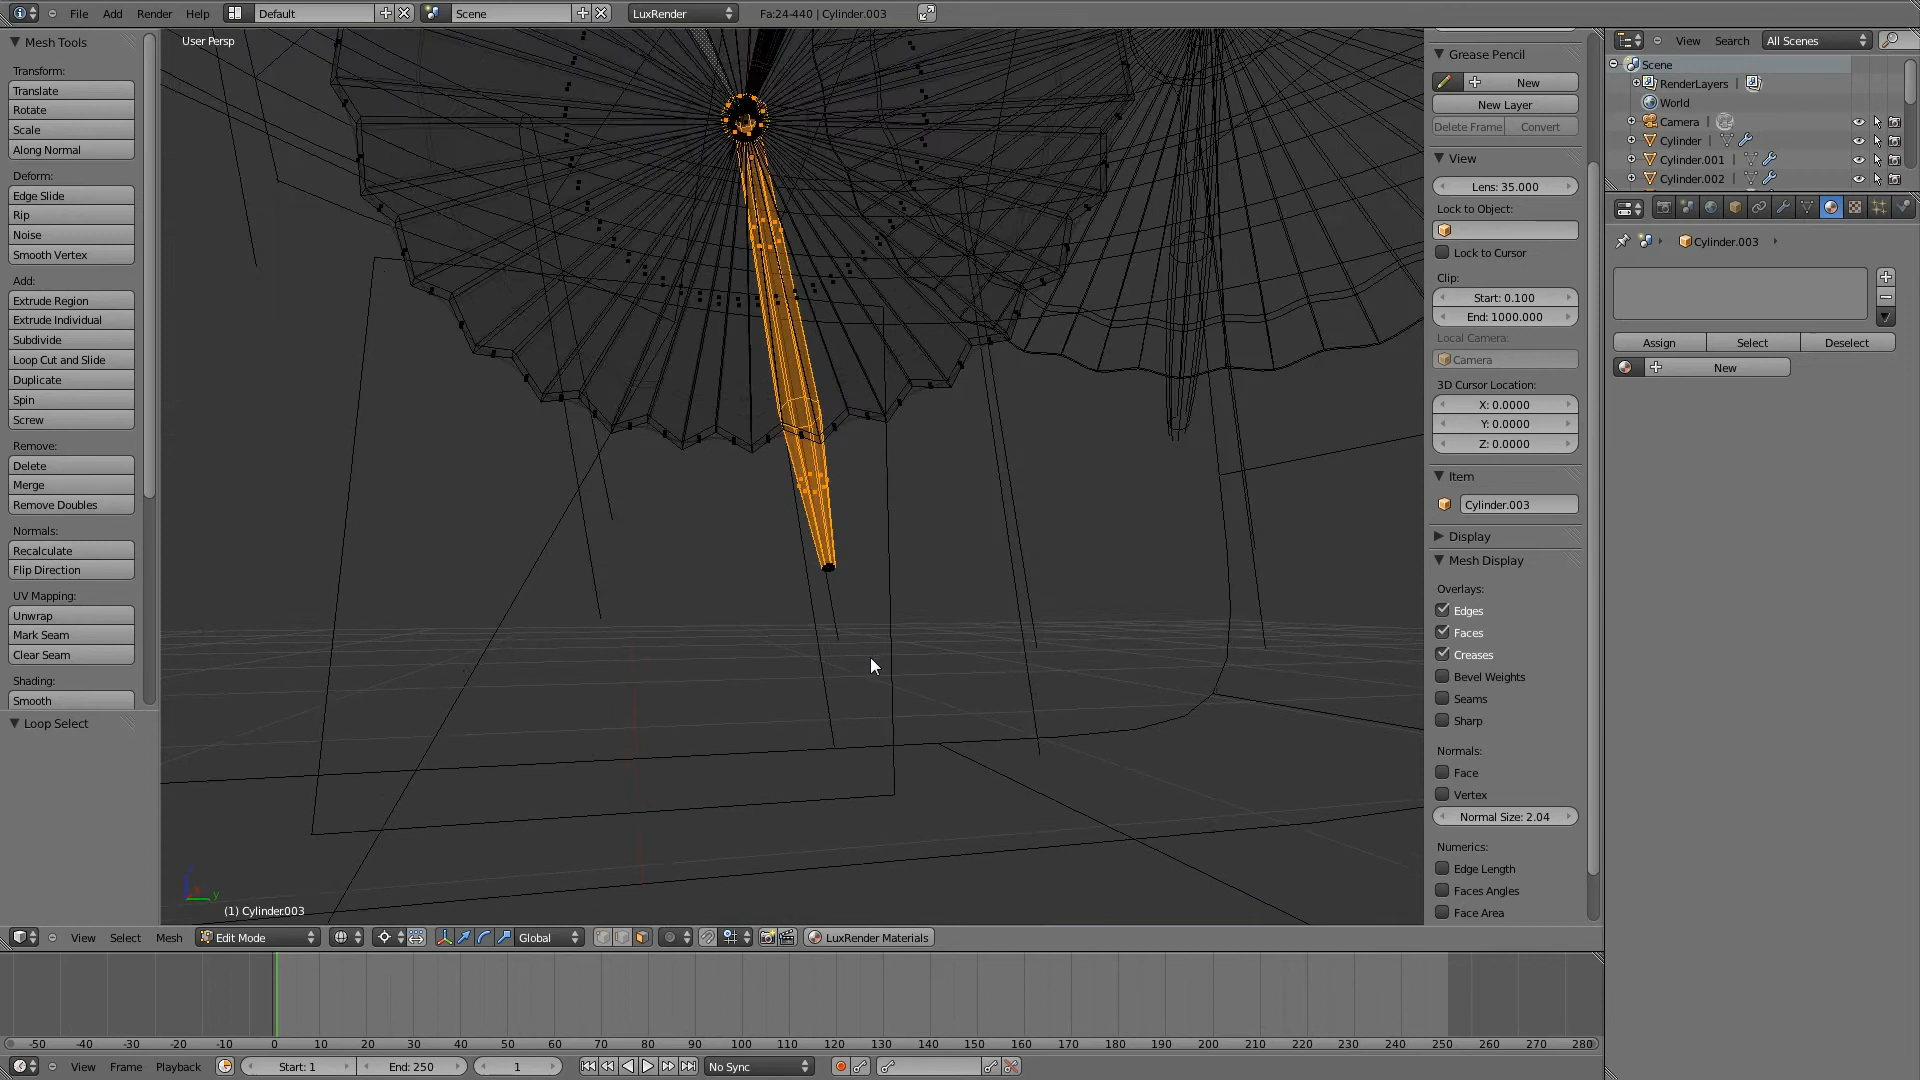 File Add Render Help Default Scene LuxRender Fa:24-440 | Cylinder.003
Mesh Tools
Transform:
Translate
Rotate
Scale
Along Normal
Deform:
Edge Slide
Rip
Noise
Smooth Vertex
Add:
Extrude Region
Extrude Individual
Subdivide
Loop Cut and Slide
Duplicate
Spin
Screw
Remove:
Delete
Merge
Remove Doubles
Normals:
Recalculate
Flip Direction
UV Mapping:
Unwrap
Mark Seam
Clear Seam
Shading:
Smooth
Loop Select
User Persp
y
(1) Cylinder.003
Grease Pencil
New
New Layer
Delete Frame Convert
View
Lens: 35.000
Lock to Object:
Lock to Cursor
Clip:
Start: 0.100
End: 1000.000
Local Camera:
Camera
3D Cursor Location:
X: 0.0000
Y: 0.0000
Z: 0.0000
Item
Cylinder.003
Display
Mesh Display
Overlays:
Edges
Faces
Creases
Bevel Weights
Seams
Sharp
Normals:
Face
Vertex
Normal Size: 2.04
Numerics:
Edge Length
Faces Angles
Face Area
View Search All Scenes
Scene
RenderLayers |
World
Camera |
Cylinder |
Cylinder.001 |
Cylinder.002 |
Cylinder.003
Assign Select Deselect
New
View Select Mesh Edit Mode Global LuxRender Materials
-50 -40 -30 -20 -10 0 10 20 30 40 50 60 70 80 90 100 110 120 130 140 150 160 170 180 190 200 210 220 230 240 250 260 270 280
View Frame Playback Start: 1 End: 250 1 No Sync